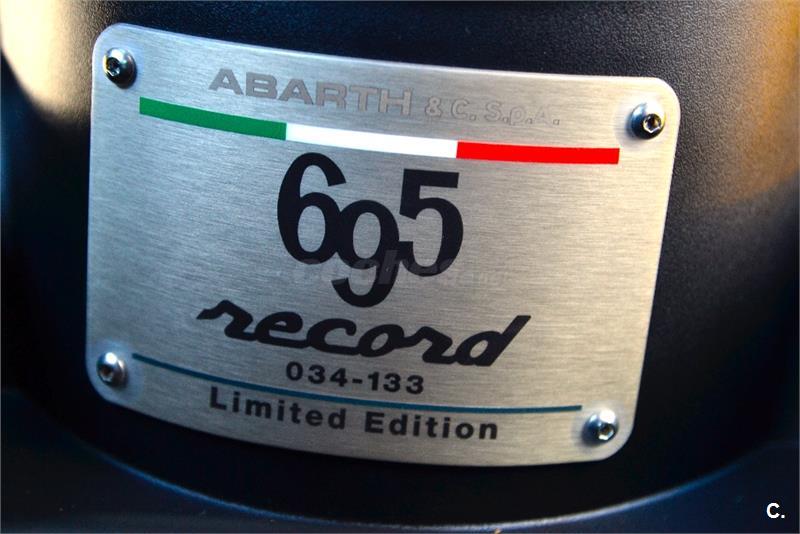 ABARTH & C. S.p.A.
695
record
034-133
Limited Edition
C.